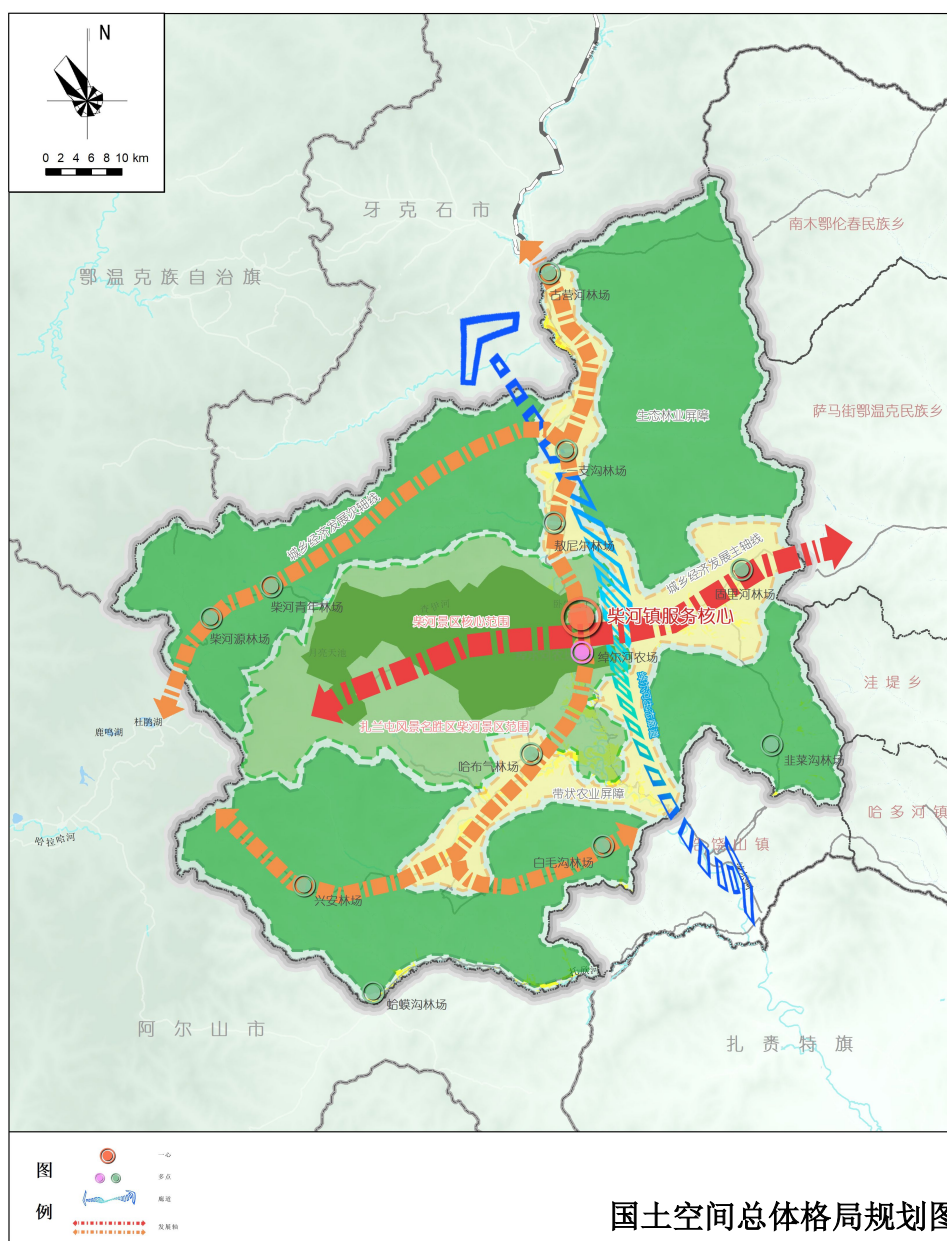 N
0 2 4 6 8 10 km
牙克石市
南木鄂伦春民族乡
鄂温克族自治旗
古营河林场
萨马街鄂温克民族乡
生态林业屏障
一支沟林场
城乡经济发展次轴线
敖尼尔林场
城乡经济发展主轴线
固里河林场
柴河青年林场
柴河源林场
柴河景区核心范围
柴河镇服务核心
绰尔河农场
洼堤乡
杜鹃湖
鹿鸣湖
扎兰屯风景名胜区柴河景区范围
哈布气林场
韭菜沟林场
带状农业屏障
哈多河镇
白毛沟林场
兴安林场
蛤蟆沟林场
阿尔山市
扎赉特旗
图
例
一心
多点
廊道
发展轴
国土空间总体格局规划图